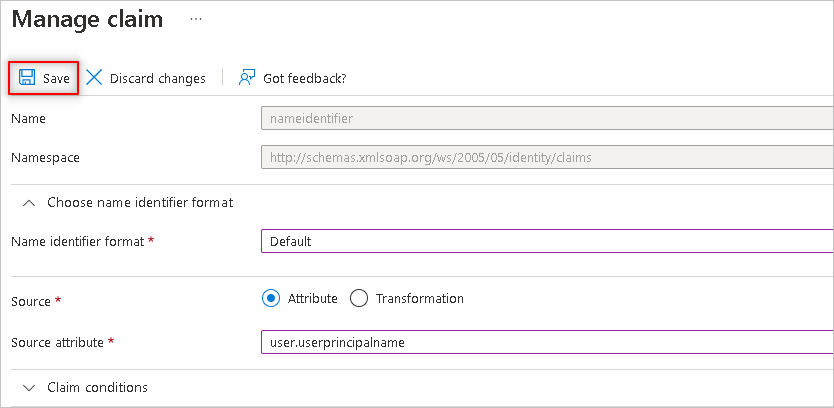 Manage claim ...
Save Discard changes Got feedback?
Name nameidentifier
Namespace http://schemas.xmlsoap.org/ws/2005/05/identity/claims
Choose name identifier format
Name identifier format * Default
Source * Attribute Transformation
Source attribute * user.userprincipalname
Claim conditions